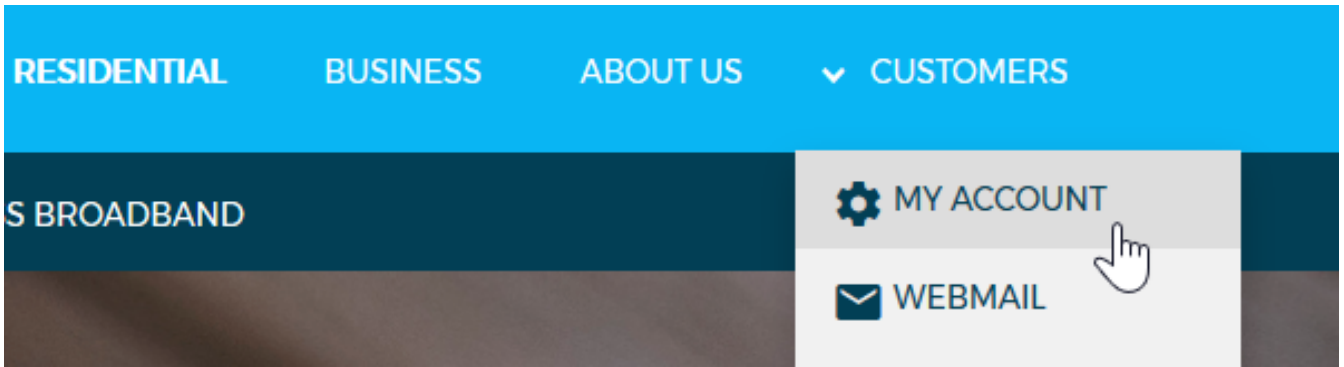 RESIDENTIAL BUSINESS ABOUT US CUSTOMERS
S BROADBAND
MY ACCOUNT
WEBMAIL